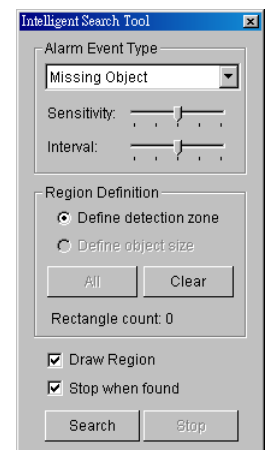 Intelligent Search Tool
Alarm Event Type
Missing Object
Sensitivity:
Interval:
Region Definition
Define detection zone
Define object size
All Clear
Rectangle count: 0
Draw Region
Stop when found
Search Stop